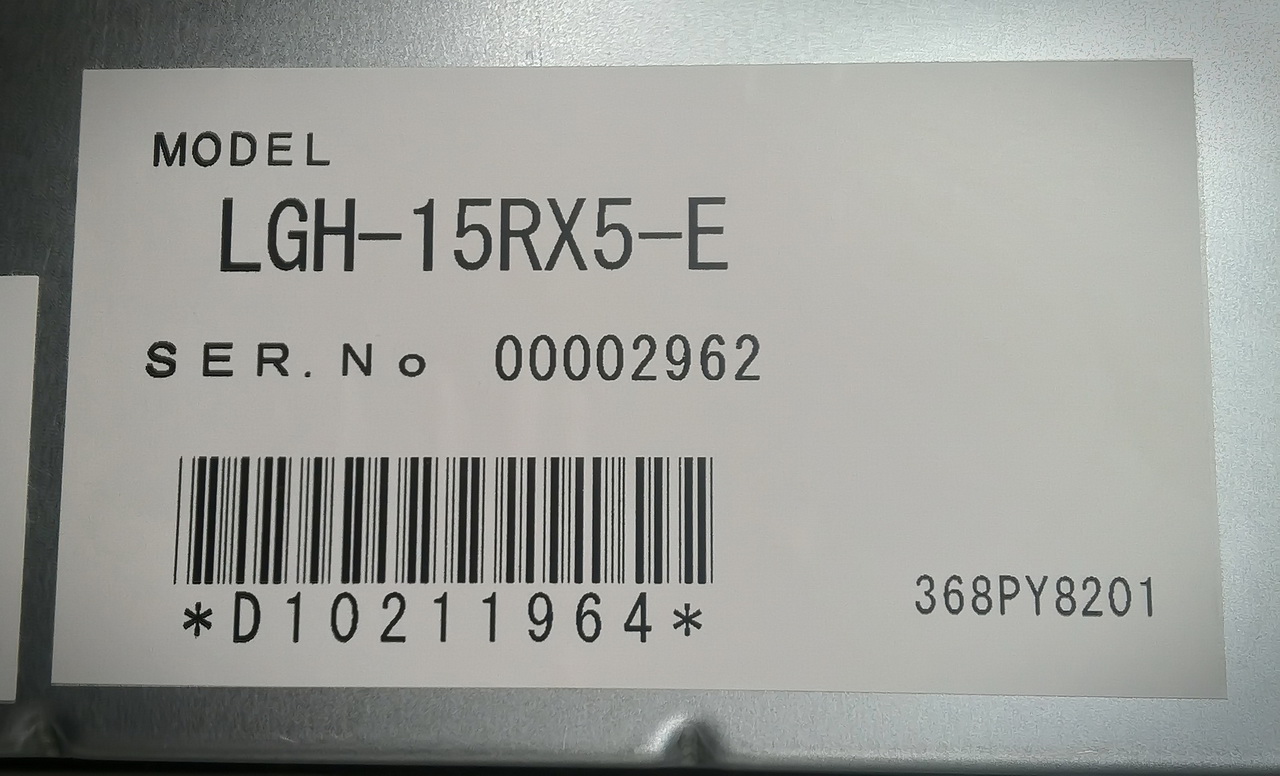 MODEL
LGH-15RX5-E
SER.No 00002962
*D10211964*
368PY8201